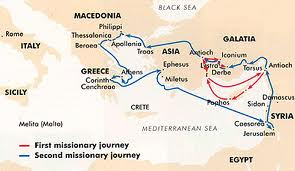 BLACK SEA
MACEDONIA
Philippi
Thessalonica
Apollonia
Beroea
Troas
ITALY
Rome
GALATIA
Antioch
Iconium
Lystra
Derbe
Tarsus
Antioch
ASIA
Ephesus
Miletus
GREECE
Athens
Corinth
Cenchreae
SICILY
Paphos
Damascus
Sidon
SYRIA
CRETE
Melita (Malta)
MEDITERRANEAN SEA
Caesarea
Jerusalem
First missionary journey
Second missionary journey
EGYPT